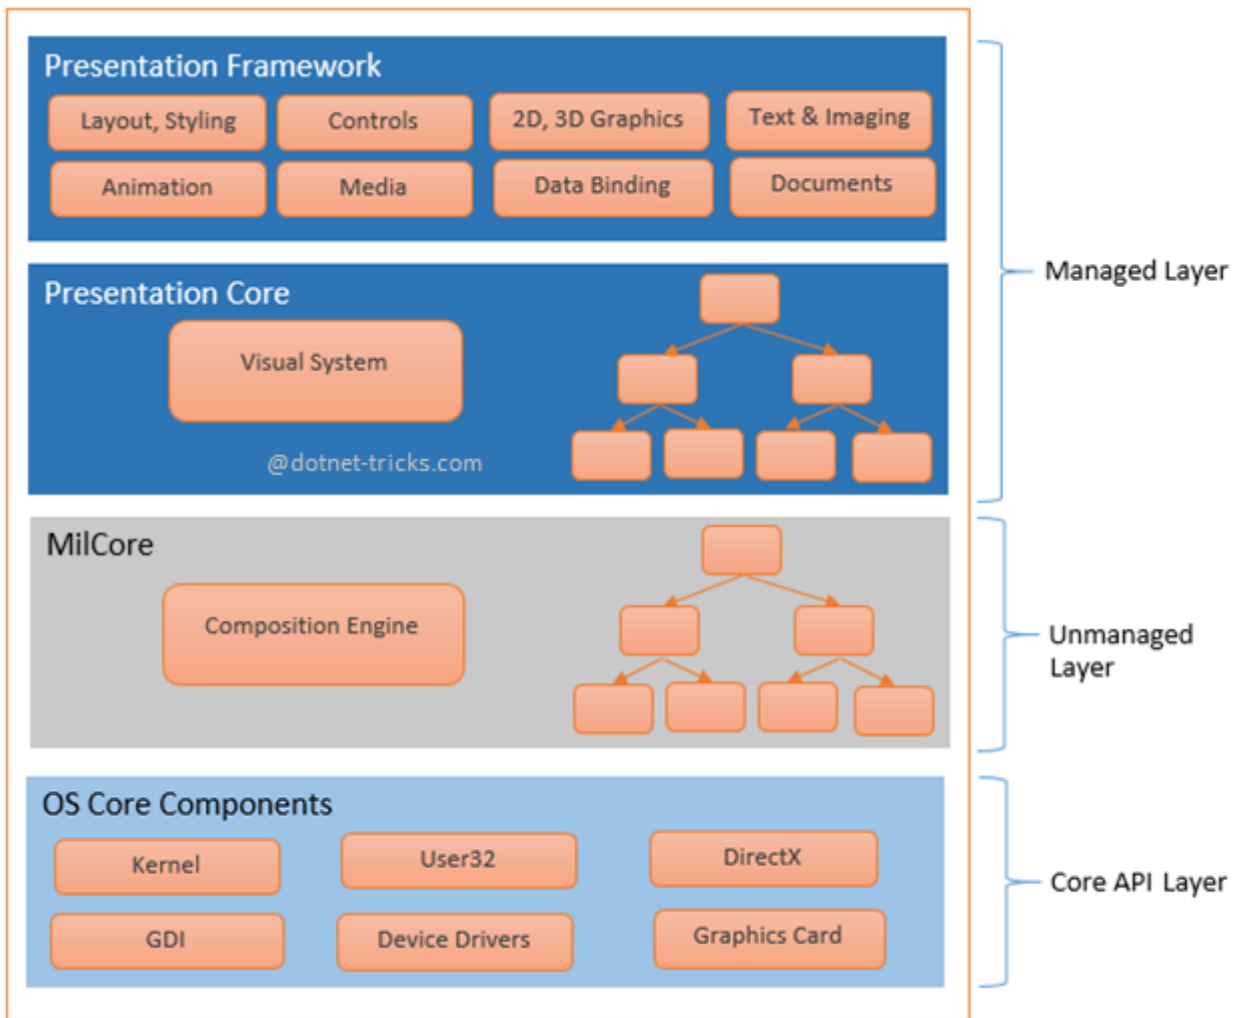 Presentation Framework
Layout, Styling
Controls
2D, 3D Graphics
Text & Imaging
Animation
Media
Data Binding
Documents
Managed Layer
Presentation Core
Visual System
@dotnet-tricks.com
MilCore
Composition Engine
Unmanaged
Layer
OS Core Components
Kernel
User32
DirectX
Core API Layer
GDI
Device Drivers
Graphics Card